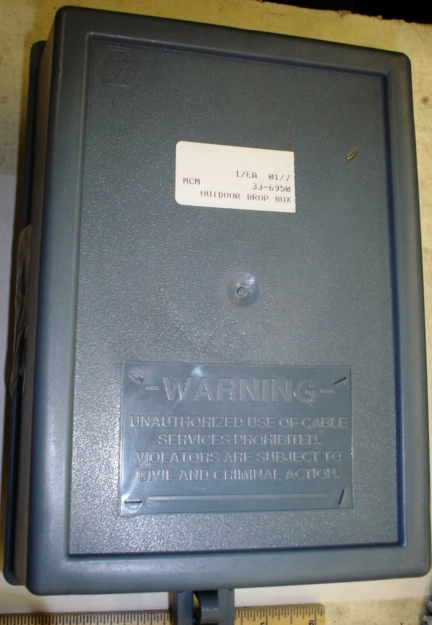 1/EA 01/7
MCM 33-6950
OUTDOOR DROP BOX
-WARNING-
UNAUTHORIZED USE OF CABLE
SERVICES PROHIBITED.
VIOLATORS ARE SUBJECT TO
CIVIL AND CRIMINAL ACTION.